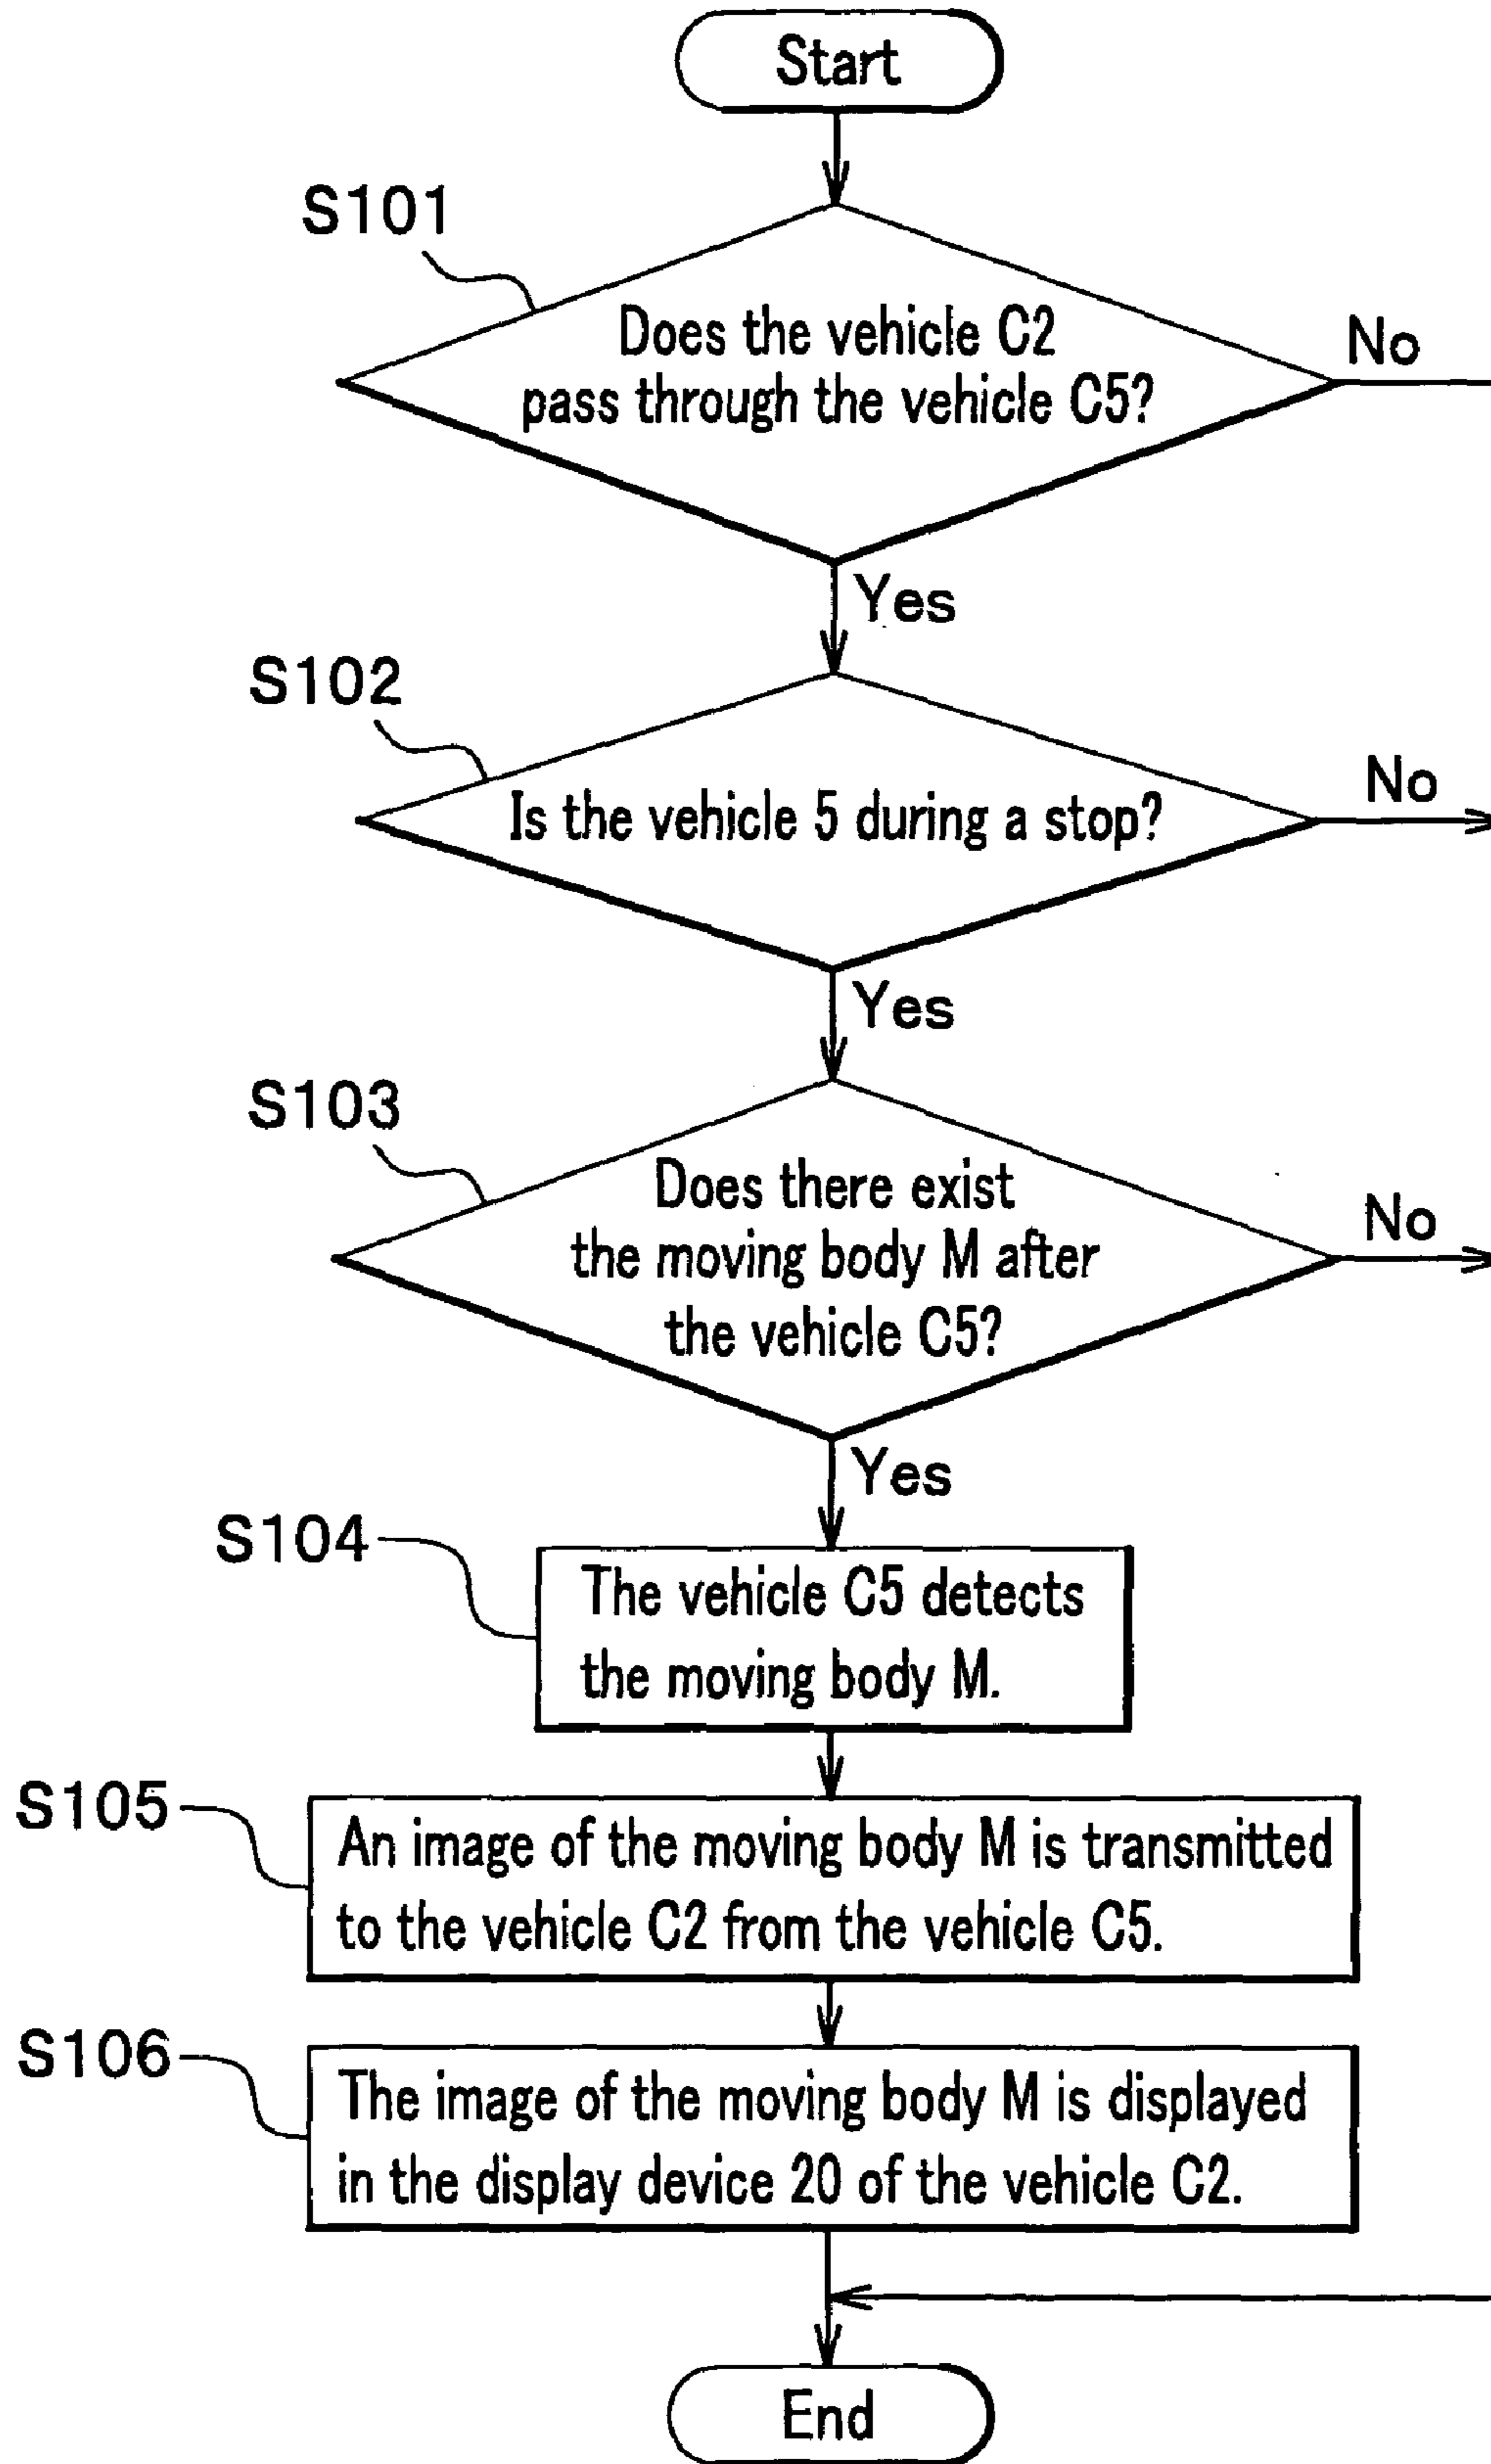 Start
S101
Does the vehicle C2
pass through the vehicle C5?
No
Yes
S102
Is the vehicle 5 during a stop?
No
Yes
S103
Does there exist
the moving body M after
the vehicle C5?
No
Yes
S104
The vehicle C5 detects
the moving body M.
S105
An image of the moving body M is transmitted
to the vehicle C2 from the vehicle C5.
S106
The image of the moving body M is displayed
in the display device 20 of the vehicle C2.
End